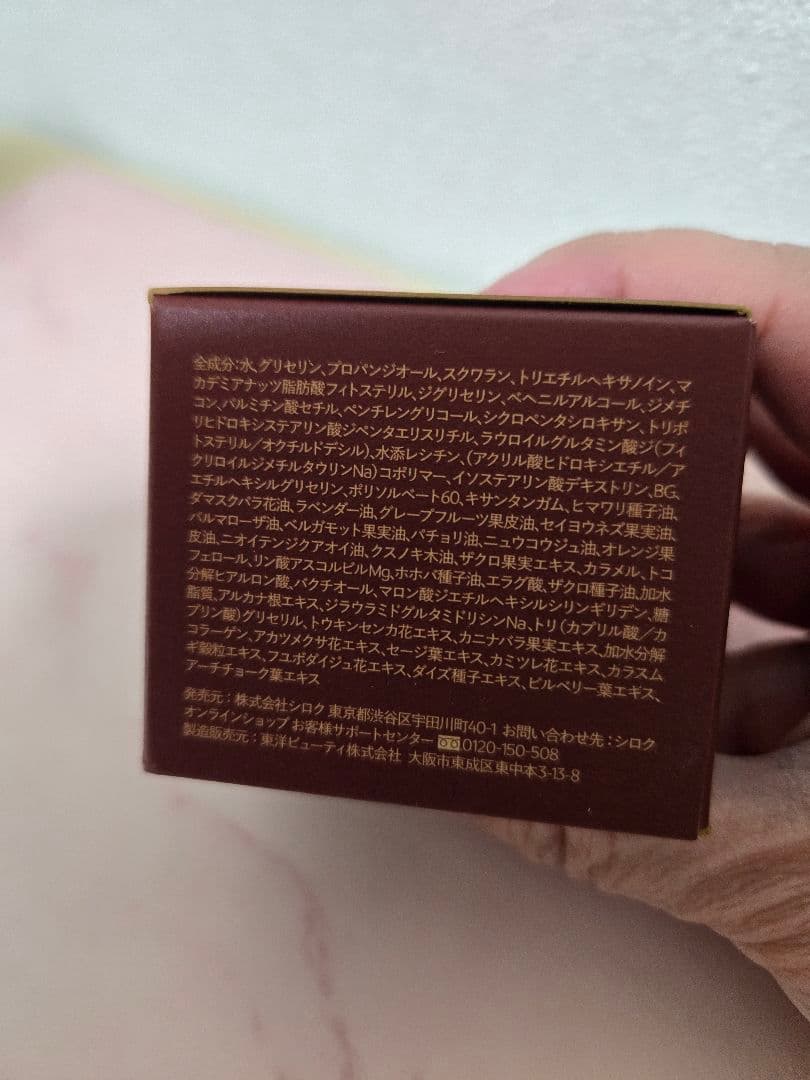 全成分：水、グリセリン、プロパンジオール、スクワラン、トリエチルヘキサノイン、マ
カデミアナッツ脂肪酸フィトステリル、ジグリセリン、ベヘニルアルコール、ジメチ
コン、パルミチン酸セチル、ペンチレングリコール、シクロペンタシロキサン、トリポ
リヒドロキシステアリン酸ジペンタエリスリチル、ラウロイルグルタミン酸ジ（フィ
トステリル／オクチルドデシル）、水添レシチン、（アクリル酸ヒドロキシエチル／ア
クリロイルジメチルタウリンNa）コポリマー、イソステアリン酸デキストリン、BG、
エチルヘキシルグリセリン、ポリソルベート60、キサンタンガム、ヒマワリ種子油、
ダマスクバラ花油、ラベンダー油、グレープフルーツ果皮油、セイヨウネズ果実油、
パルマローザ油、ベルガモット果実油、パチョリ油、ニュウコウジュ油、オレンジ果
皮油、ニオイテンジクアオイ油、クスノキ木油、ザクロ果実エキス、カラメル、トコ
フェロール、リン酸アスコルビルMg、ホホバ種子油、エラグ酸、ザクロ種子油、加水
分解ヒアルロン酸、バクチオール、マロン酸ジエチルヘキシルシリンギリデン、糖
脂質、アルカナ根エキス、ジラウラミドグルタミドリシンNa、トリ（カプリル酸／カ
プリン酸）グリセリル、トウキンセンカ花エキス、カニナバラ果実エキス、加水分解
コラーゲン、アカツメクサ花エキス、セージ葉エキス、カミツレ花エキス、カラスム
ギ穀粒エキス、フユボダイジュ花エキス、ダイズ種子エキス、ビルベリー葉エキス、
アーチチョーク葉エキス
発売元：株式会社シロク 東京都渋谷区宇田川町40-1 お問い合わせ先：シロク
オンラインショップ お客様サポートセンター 0120-150-508
製造販売元：東洋ビューティ株式会社 大阪市東成区東中本3-13-8